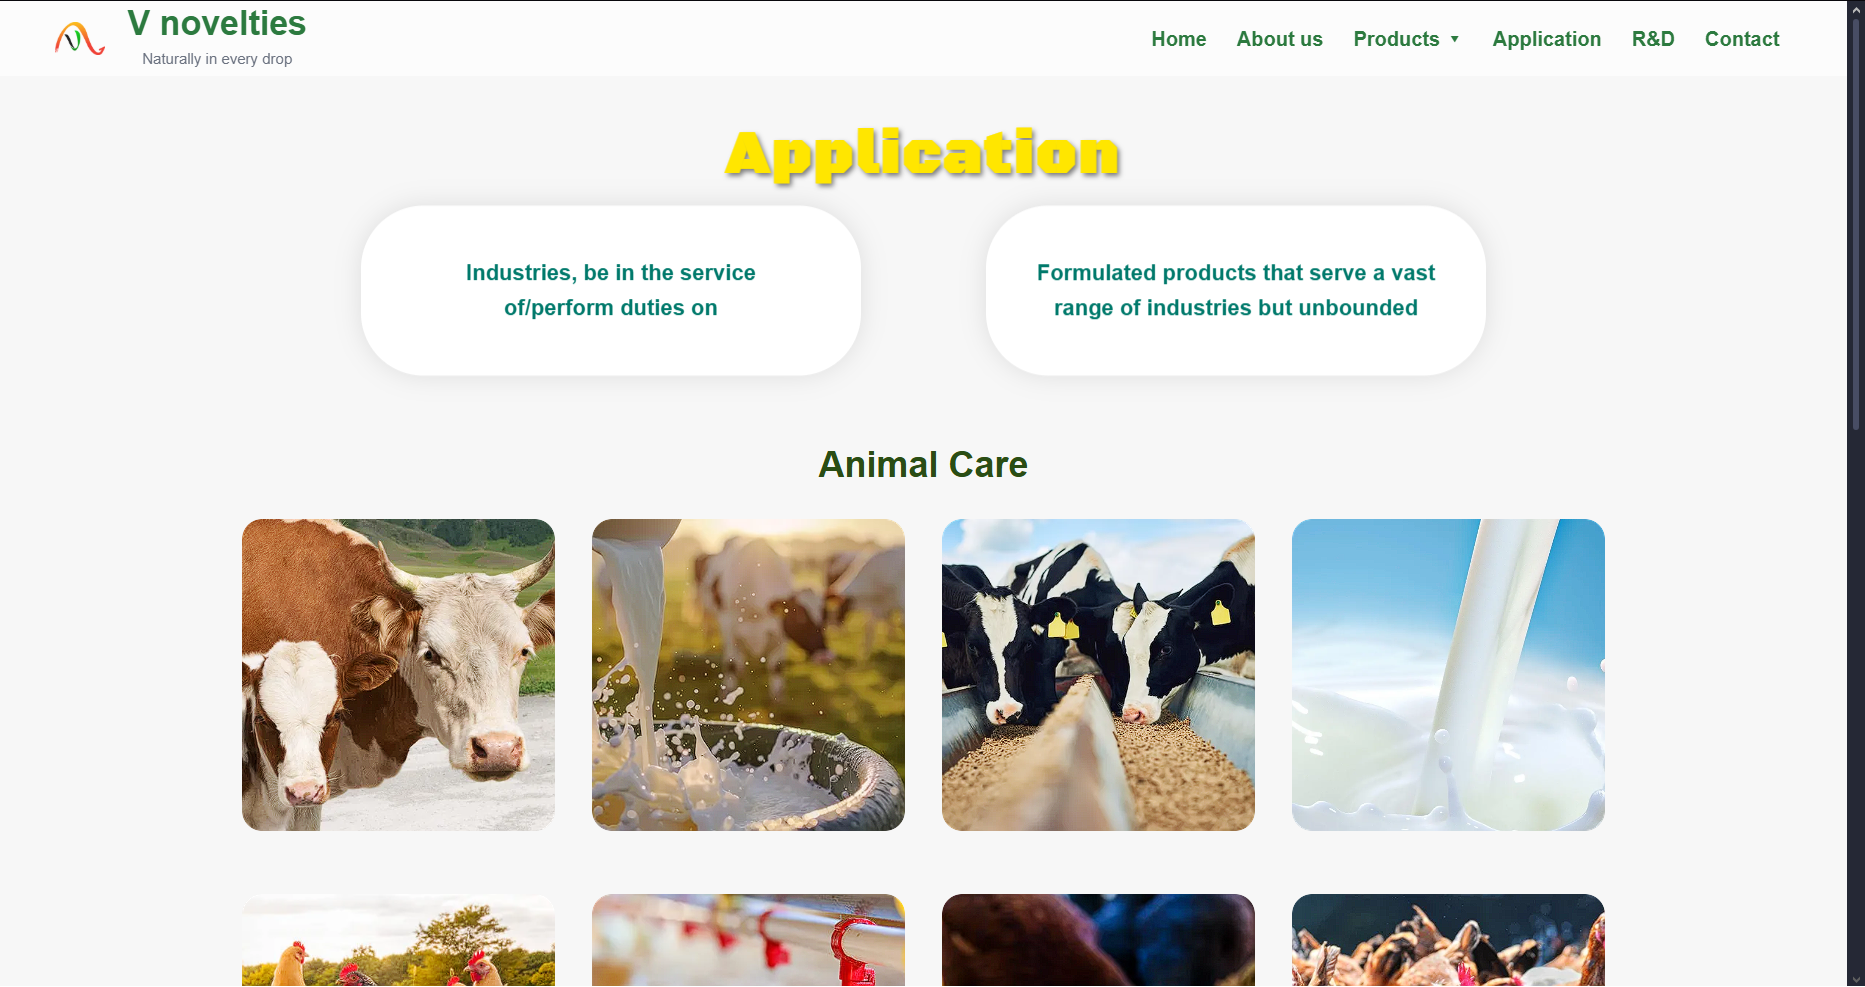 V novelties
Naturally in every drop
Home About us Products ▼ Application R&D Contact
Application
Industries, be in the service
of/perform duties on
Formulated products that serve a vast
range of industries but unbounded
Animal Care